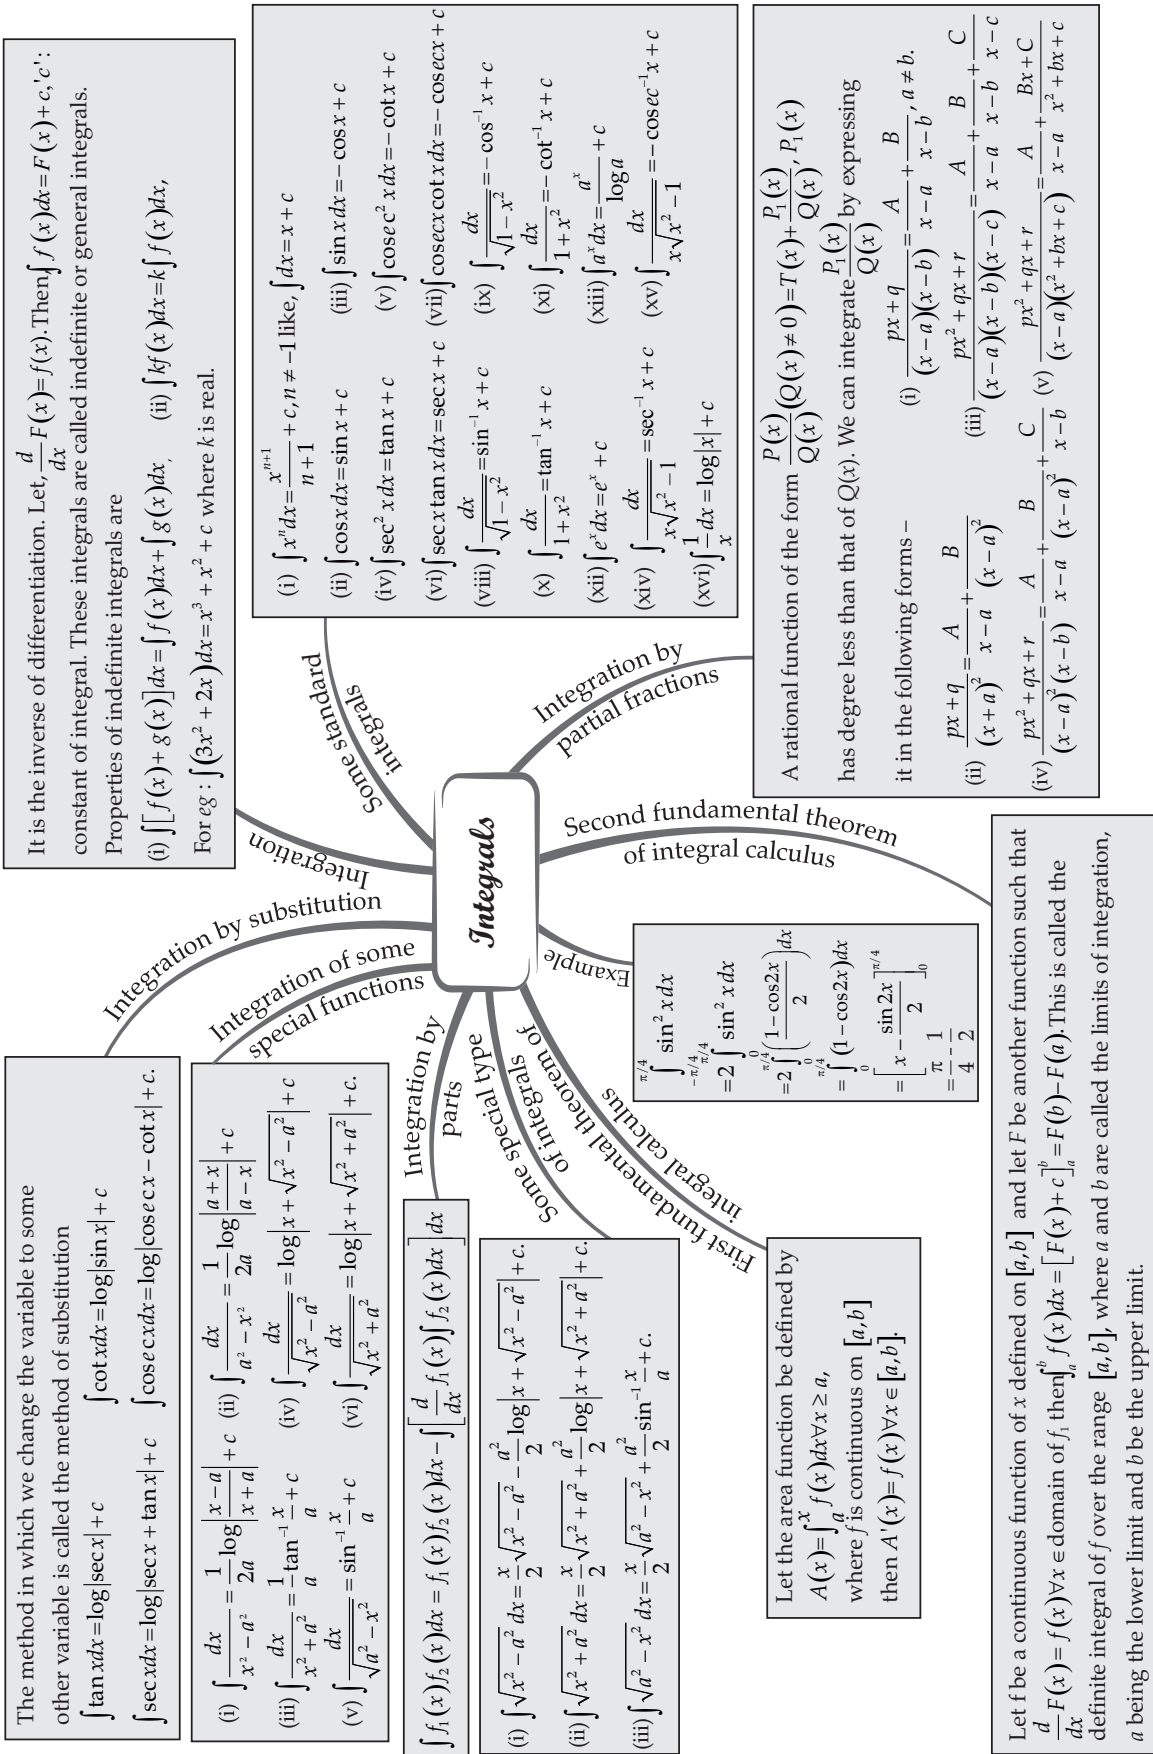 Integrals
Integration
It is the inverse of differentiation. Let, d/dx F(x) = f(x). Then ∫ f(x)dx = F(x) + c, 'c' :
constant of integral. These integrals are called indefinite or general integrals.
Properties of indefinite integrals are
(i) ∫[f(x) + g(x)]dx = ∫ f(x)dx + ∫ g(x)dx, (ii) ∫ kf(x)dx = k∫ f(x)dx,
For eg : ∫(3x² + 2x)dx = x³ + x² + c where k is real.
Some standard
integrals
(i) ∫ xⁿ dx = xⁿ⁺¹/n+1 + c, n ≠ −1 like, ∫ dx = x + c
(ii) ∫ cos x dx = sin x + c (iii) ∫ sin x dx = − cos x + c
(iv) ∫ sec² x dx = tan x + c (v) ∫ cosec² x dx = − cot x + c
(vi) ∫ sec x tan x dx = sec x + c (vii) ∫ cosecx cot x dx = − cosecx + c
(viii) ∫ dx/√(1−x²) = sin⁻¹ x + c (ix) ∫ dx/√(1−x²) = − cos⁻¹ x + c
(x) ∫ dx/1+x² = tan⁻¹ x + c (xi) ∫ dx/1+x² = − cot⁻¹ x + c
(xii) ∫ eˣ dx = eˣ + c (xiii) ∫ aˣ dx = aˣ/log a + c
(xiv) ∫ dx/x√(x²−1) = sec⁻¹ x + c (xv) ∫ dx/x√(x²−1) = − cosec⁻¹ x + c
(xvi) ∫ 1/x dx = log|x| + c
Integration by
partial fractions
A rational function of the form P(x)/Q(x) (Q(x) ≠ 0) = T(x) + P₁(x)/Q(x), P₁(x)
has degree less than that of Q(x). We can integrate P₁(x)/Q(x) by expressing
it in the following forms –
(i) px+q/(x−a)(x−b) = A/x−a + B/x−b, a ≠ b.
(ii) px+q/(x+a)² = A/x−a + B/(x−a)²
(iii) px²+qx+r/(x−a)(x−b)(x−c) = A/x−a + B/x−b + C/x−c
(iv) px²+qx+r/(x−a)²(x−b) = A/x−a + B/(x−a)² + C/x−b
(v) px²+qx+r/(x−a)(x²+bx+c) = A/x−a + Bx+C/x²+bx+c
Second fundamental theorem
of integral calculus
Let f be a continuous function of x defined on [a,b] and let F be another function such that
d/dx F(x) = f(x) ∀ x ∈ domain of f₁ then ∫ₐᵇ f(x)dx = [F(x) + c]ₐᵇ = F(b) − F(a). This is called the
definite integral of f over the range [a,b], where a and b are called the limits of integration,
a being the lower limit and b be the upper limit.
Example
∫ from −π/4 to π/4 sin² x dx
= 2 ∫ from 0 to π/4 sin² x dx
= 2 ∫ from 0 to π/4 (1−cos2x/2)dx
= ∫ from 0 to π/4 (1−cos2x)dx
= [x − sin 2x/2] from 0 to π/4
= π/4 - 1/2
First fundamental theorem of
integral calculus
Let the area function be defined by
A(x) = ∫ₐˣ f(x)dx ∀ x ≥ a,
where f is continuous on [a,b]
then A'(x) = f(x) ∀ x ∈ [a,b].
Some special type
of integrals
(i) ∫√(x²−a²) dx = x/2 √(x²−a²) − a²/2 log|x + √(x²−a²)| + c.
(ii) ∫√(x²+a²) dx = x/2 √(x²+a²) + a²/2 log|x + √(x²+a²)| + c.
(iii) ∫√(a²−x²) dx = x/2 √(a²−x²) + a²/2 sin⁻¹ x/a + c.
Integration by
parts
∫ f₁(x) f₂(x)dx = f₁(x) f₂(x)dx − ∫[d/dx f₁(x) ∫ f₂(x)dx]dx
Integration of some
special functions
(i) ∫ dx/x²−a² = 1/2a log|x−a/x+a| + c (ii) ∫ dx/a²−x² = 1/2a log|a+x/a−x| + c
(iii) ∫ dx/x²+a² = 1/a tan⁻¹ x/a + c (iv) ∫ dx/√(x²−a²) = log|x + √(x²−a²)| + c
(v) ∫ dx/√(a²−x²) = sin⁻¹ x/a + c (vi) ∫ dx/√(x²+a²) = log|x + √(x²+a²)| + c.
Integration by substitution
The method in which we change the variable to some
other variable is called the method of substitution
∫ tan x dx = log|sec x| + c ∫ cot x dx = log|sin x| + c
∫ sec x dx = log|sec x + tan x| + c ∫ cosec x dx = log|cosec x − cot x| + c.